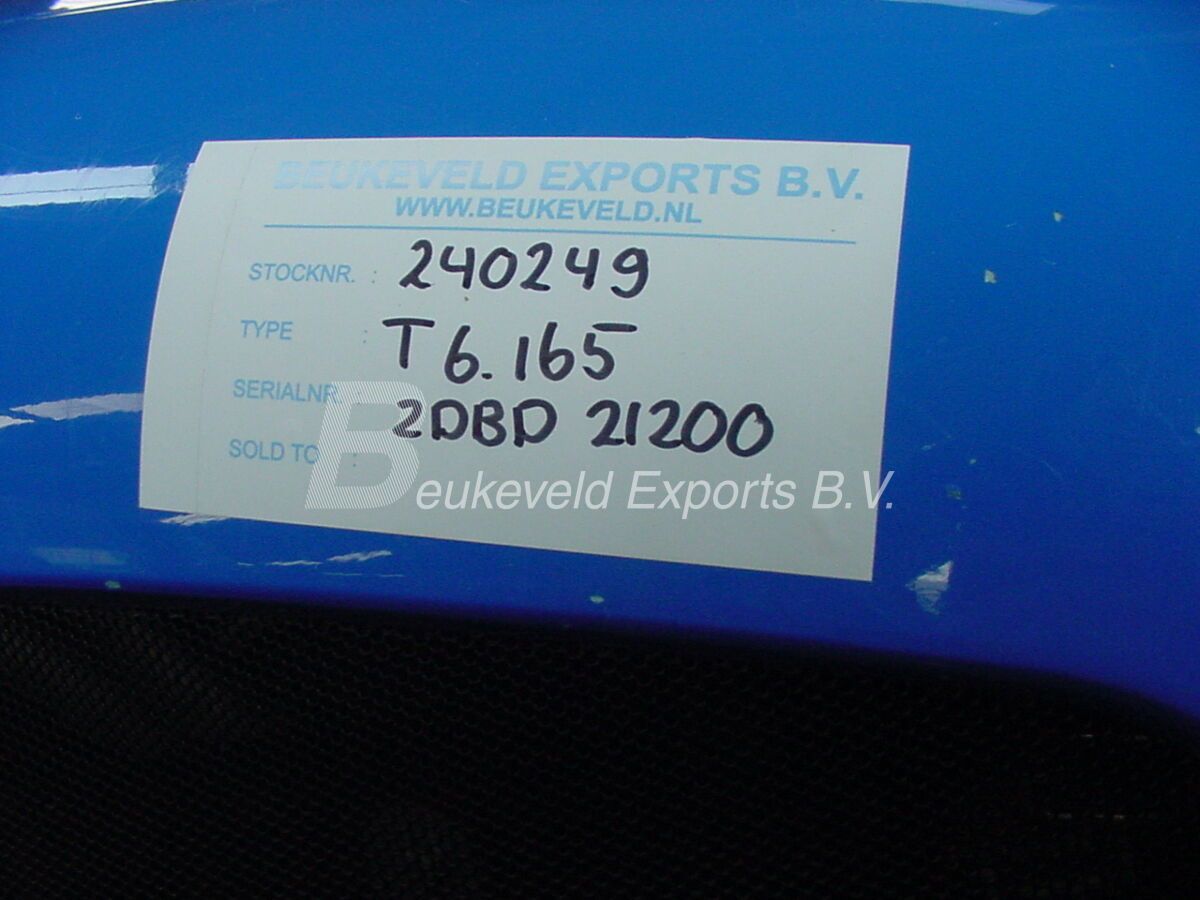 BEUKEVELD EXPORTS B.V.
WWW.BEUKEVELD.NL
STOCKNR. : 240249
TYPE : T6.165
SERIALNR. 2DBD 21200
SOLD TO :
Beukeveld Exports B.V.